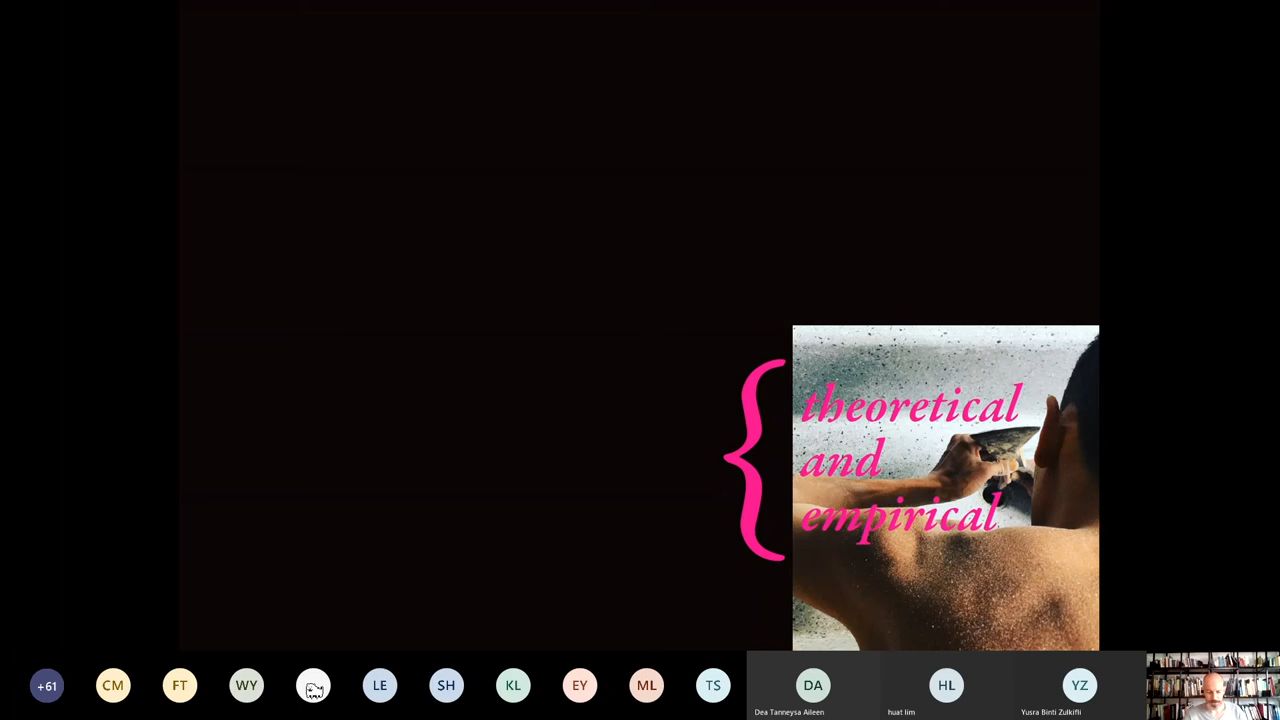 {
theoretical
and
empirical
+61
CM
FT
WY
LE
SH
KL
EY
ML
TS
DA
HL
YZ
Dea Tanneysa Aileen
huat lim
Yusra Binti Zulkifli